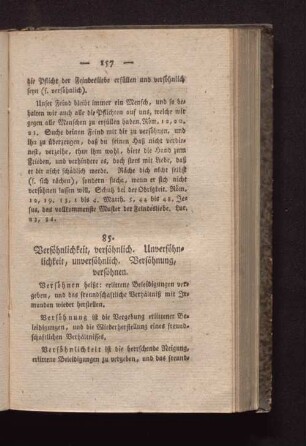 — 157 —
die Pflicht der Feindesliebe erfüllen und versöhnlich
seyn (s. versöhnlich).
Unser Feind bleibt immer ein Mensch, und so be-
halten wir auch alle die Pflichten auf uns, welche wir
gegen alle Menschen zu erfüllen haben. Röm. 12, 20.
21. Suche deinen Feind mit dir zu versöhnen, und
ihn zu überzeugen, daß du seinen Haß nicht verdie-
nest, verzeihe, thue ihm wohl, biete die Hand zum
Frieden, und verhindere es, daß stets mit Liebe, daß
er dir nicht schädlich werde. Räche dich nicht selbst
(s. sich rächen), sondern suche, wenn er sich nicht
versöhnen lassen will, Schutz bei der Obrigkeit. Röm.
12, 19. 13, 1 bis 4. Matth. 5, 44 bis 48. Je-
sus, das vollkommenste Muster der Feindesliebe. Luc.
23, 34.
85.
Versöhnlichkeit, versöhnlich. Unversöhn-
lichkeit, unversöhnlich. Versöhnung,
versöhnen.
Versöhnen heißt: erlittene Beleidigungen ver-
geben, und das freundschaftliche Verhältniß mit Je-
manden wieder herstellen.
Versöhnung ist die Vergebung erlittener Be-
leidigungen, und die Wiederherstellung eines freund-
schaftlichen Verhältnisses.
Versöhnlichkeit ist die herrschende Neigung,
erlittene Beleidigungen zu vergeben, und das freund-